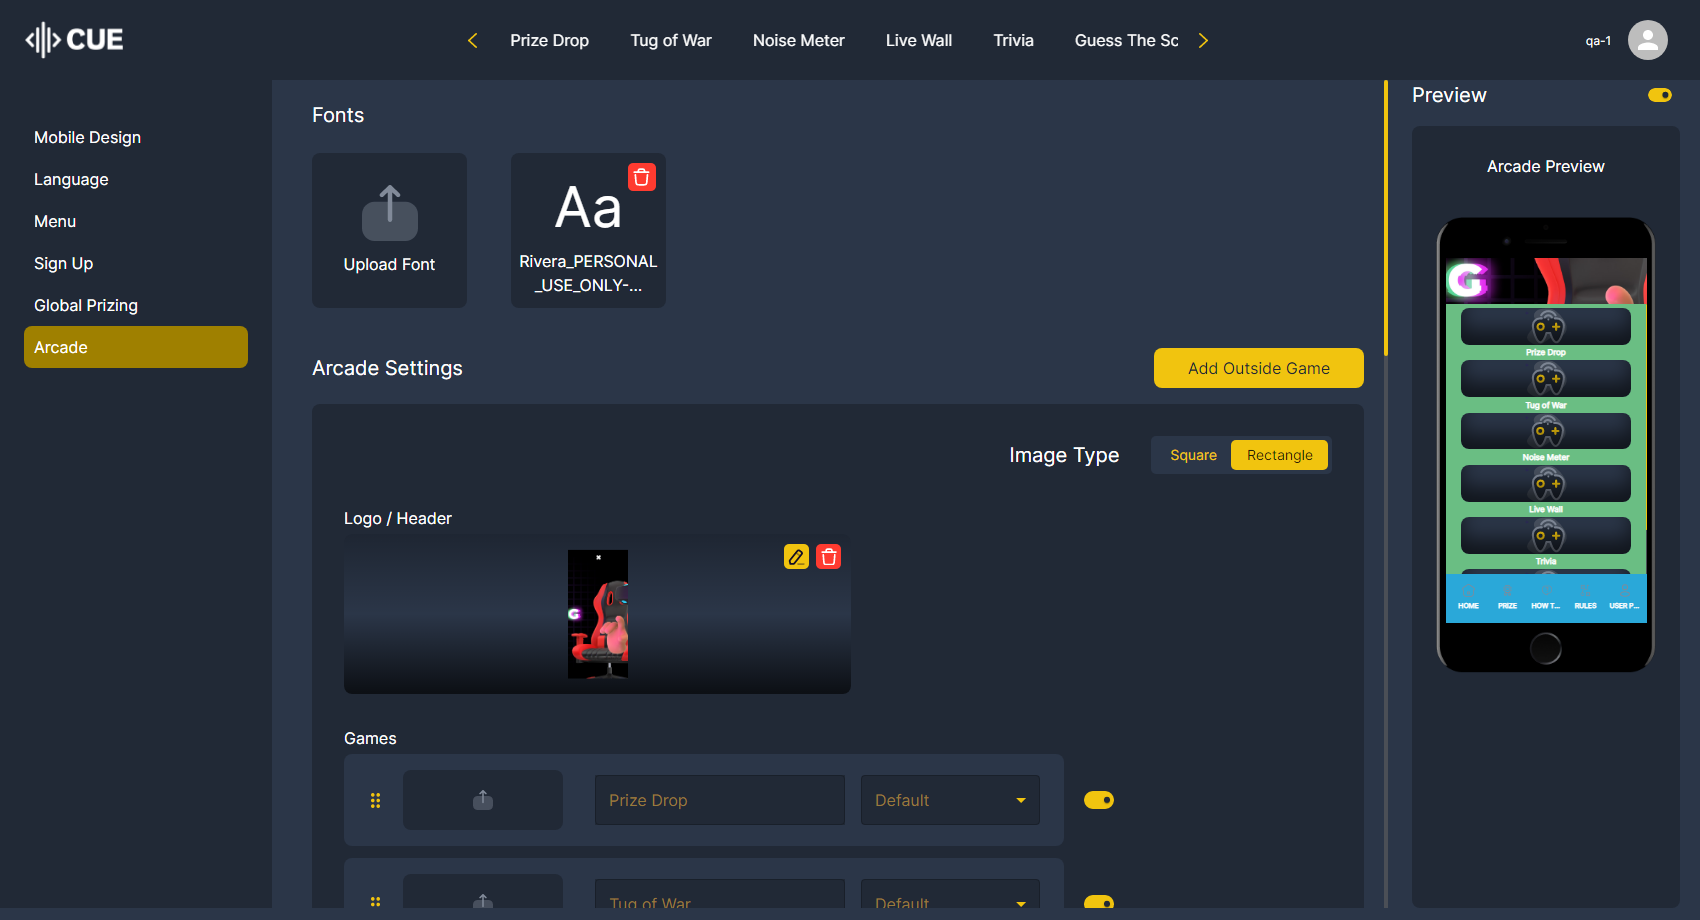 CUE
Prize Drop
Tug of War
Noise Meter
Live Wall
Trivia
Guess The Sc
qa-1
Mobile Design
Language
Menu
Sign Up
Global Prizing
Arcade
Fonts
Upload Font
Aa
Rivera_PERSONAL
_USE_ONLY-...
Arcade Settings
Add Outside Game
Image Type
Square
Rectangle
Logo / Header
G
Games
Prize Drop
Default
Tug of War
Default
Preview
Arcade Preview
G
Prize Drop
Tug of War
Noise Meter
Live Wall
Trivia
HOME
PRIZE
HOW T...
RULES
USER P...